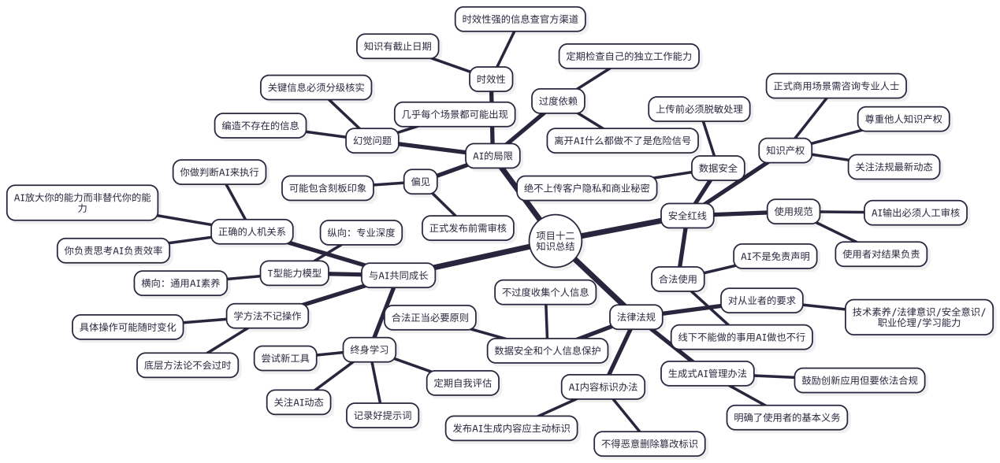 项目十二
知识总结
AI的局限
时效性
时效性强的信息查官方渠道
知识有截止日期
过度依赖
定期检查自己的独立工作能力
离开AI什么都做不了是危险信号
幻觉问题
关键信息必须分级核实
几乎每个场景都可能出现
编造不存在的信息
偏见
可能包含刻板印象
正式发布前需审核
安全红线
数据安全
上传前必须脱敏处理
绝不上传客户隐私和商业秘密
知识产权
正式商用场景需咨询专业人士
尊重他人知识产权
关注法规最新动态
使用规范
AI输出必须人工审核
使用者对结果负责
合法使用
AI不是免责声明
线下不能做的事用AI做也不行
法律法规
对从业者的要求
技术素养/法律意识/安全意识/
职业伦理/学习能力
生成式AI管理办法
鼓励创新应用但要依法合规
明确了使用者的基本义务
AI内容标识办法
发布AI生成内容应主动标识
不得恶意删除篡改标识
数据安全和个人信息保护
不过度收集个人信息
合法正当必要原则
与AI共同成长
正确的人机关系
你做判断AI来执行
AI放大你的能力而非替代你的能
力
你负责思考AI负责效率
T型能力模型
纵向：专业深度
横向：通用AI素养
学方法不记操作
具体操作可能随时变化
底层方法论不会过时
终身学习
尝试新工具
关注AI动态
记录好提示词
定期自我评估